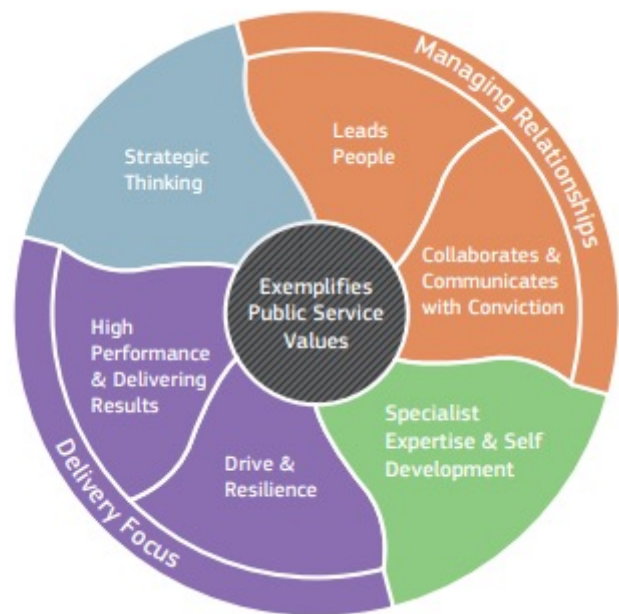 Managing Relationships
Leads
People
Strategic
Thinking
Collaborates &
Communicates
with Conviction
Exemplifies
Public Service
Values
High
Performance
& Delivering
Results
Specialist
Expertise & Self
Development
Drive &
Resilience
Delivery Focus